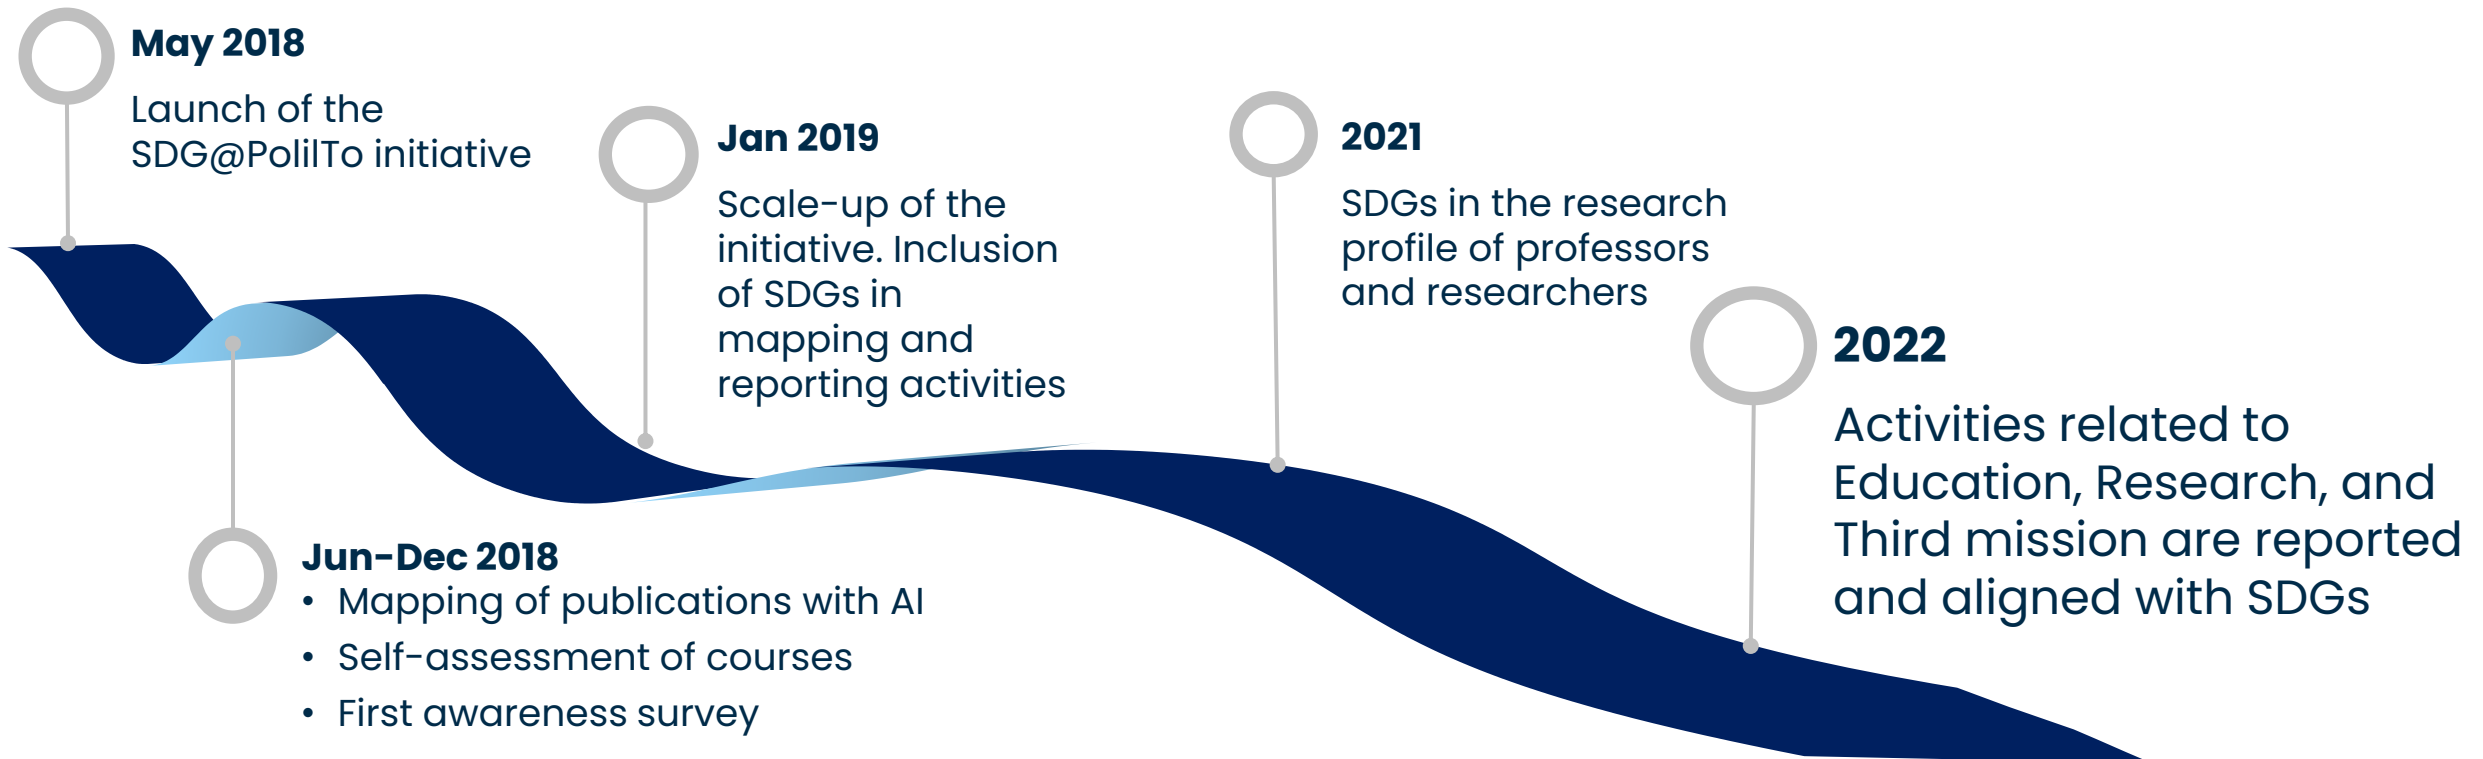 May 2018
Launch of the
SDG@PolilTo initiative
Jun-Dec 2018
• Mapping of publications with AI
• Self-assessment of courses
• First awareness survey
Jan 2019
Scale-up of the
initiative. Inclusion
of SDGs in
mapping and
reporting activities
2021
SDGs in the research
profile of professors
and researchers
2022
Activities related to
Education, Research, and
Third mission are reported
and aligned with SDGs